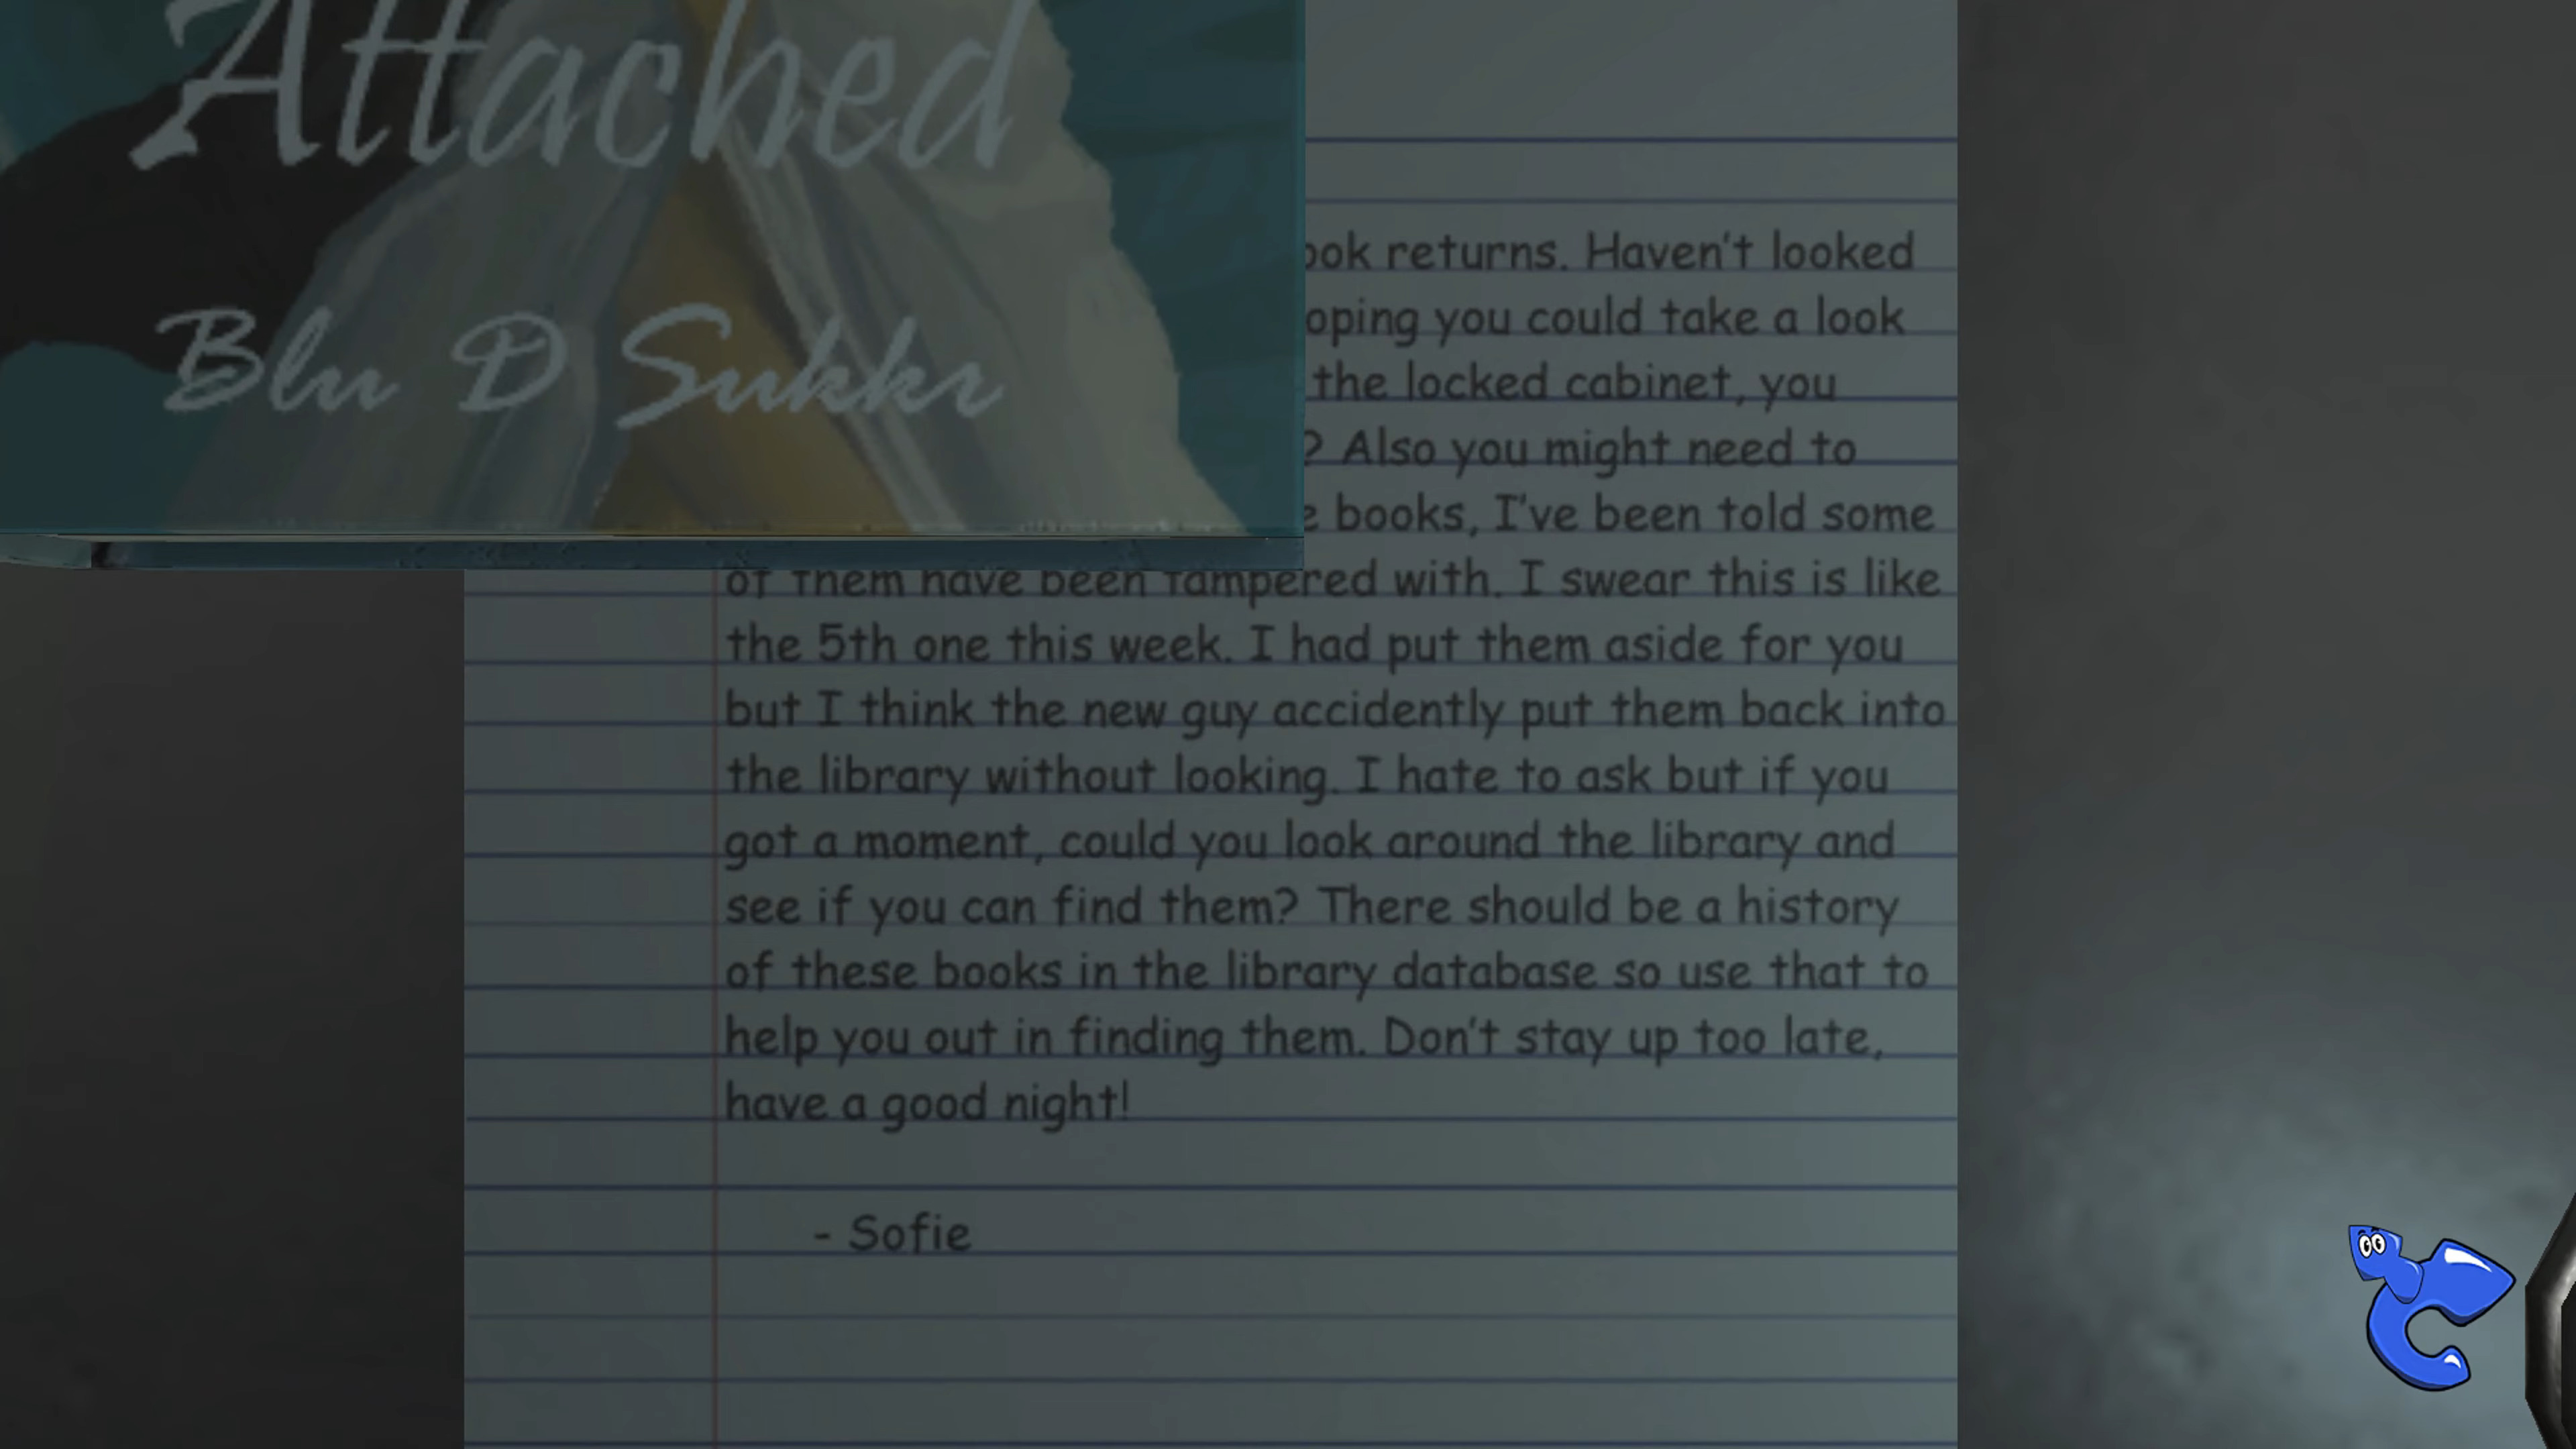 Attached
Blu D Sukkr
ook returns. Haven't looked
oping you could take a look
the locked cabinet, you
? Also you might need to
e books, I've been told some
of them have been tampered with. I swear this is like
the 5th one this week. I had put them aside for you
but I think the new guy accidently put them back into
the library without looking. I hate to ask but if you
got a moment, could you look around the library and
see if you can find them? There should be a history
of these books in the library database so use that to
help you out in finding them. Don't stay up too late,
have a good night!
- Sofie